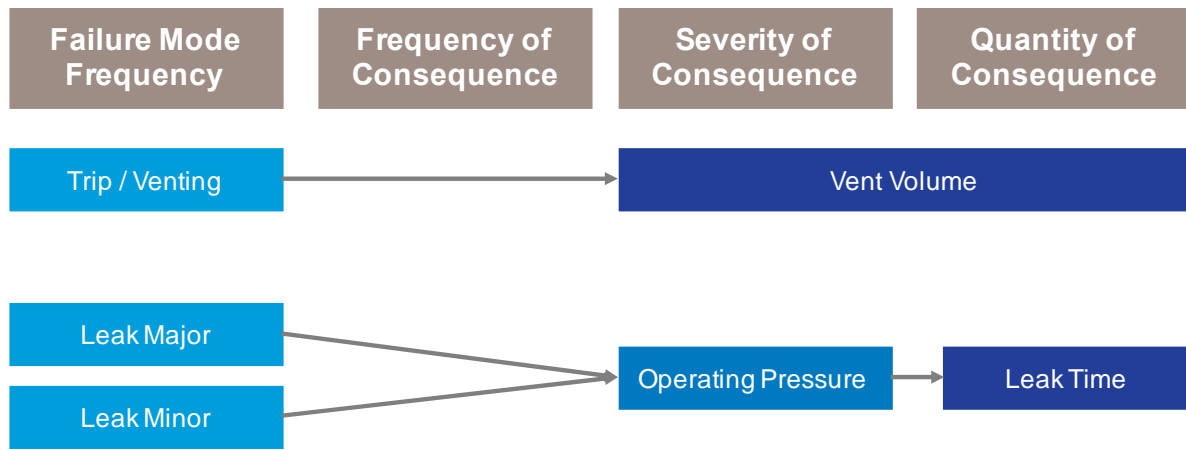 Failure Mode
Frequency
Frequency of
Consequence
Severity of
Consequence
Quantity of
Consequence
Trip / Venting
Vent Volume
Leak Major
Leak Minor
Operating Pressure
Leak Time